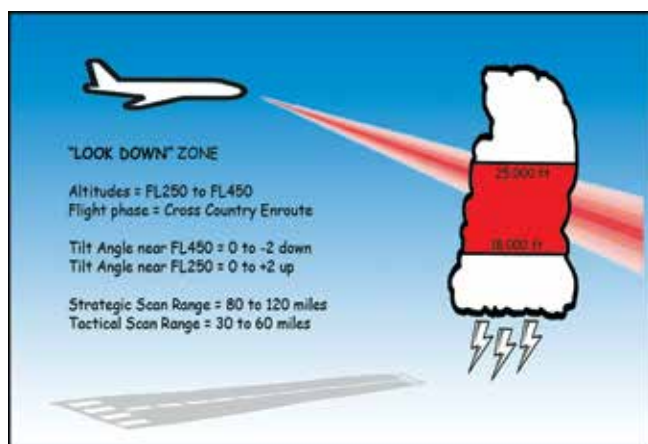 "LOOK DOWN" ZONE
Altitudes = FL250 to FL450
Flight phase = Cross Country Enroute
Tilt Angle near FL450 = 0 to -2 down
Tilt Angle near FL250 = 0 to +2 up
Strategic Scan Range = 80 to 120 miles
Tactical Scan Range = 30 to 60 miles
25,000 ft
18,000 ft